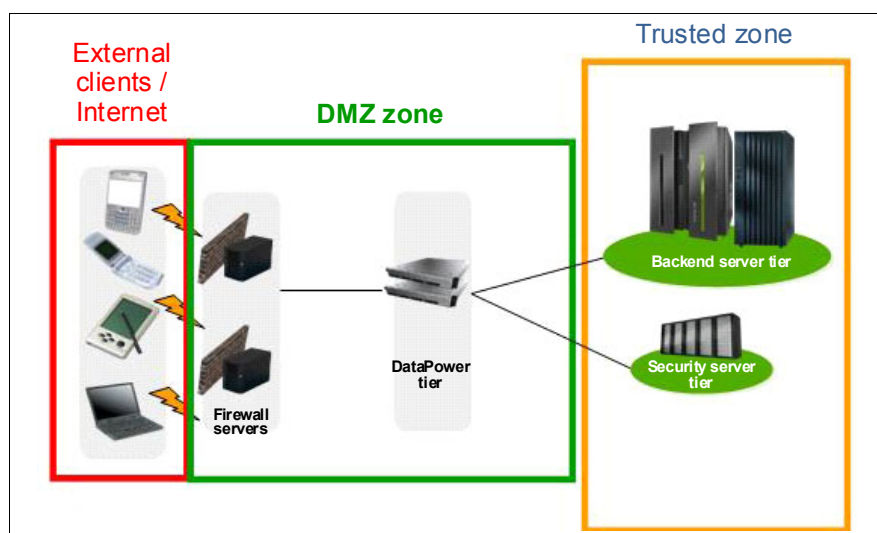 External
clients /
Internet
DMZ zone
Trusted zone
Firewall
servers
DataPower
tier
Backend server tier
Security server
tier